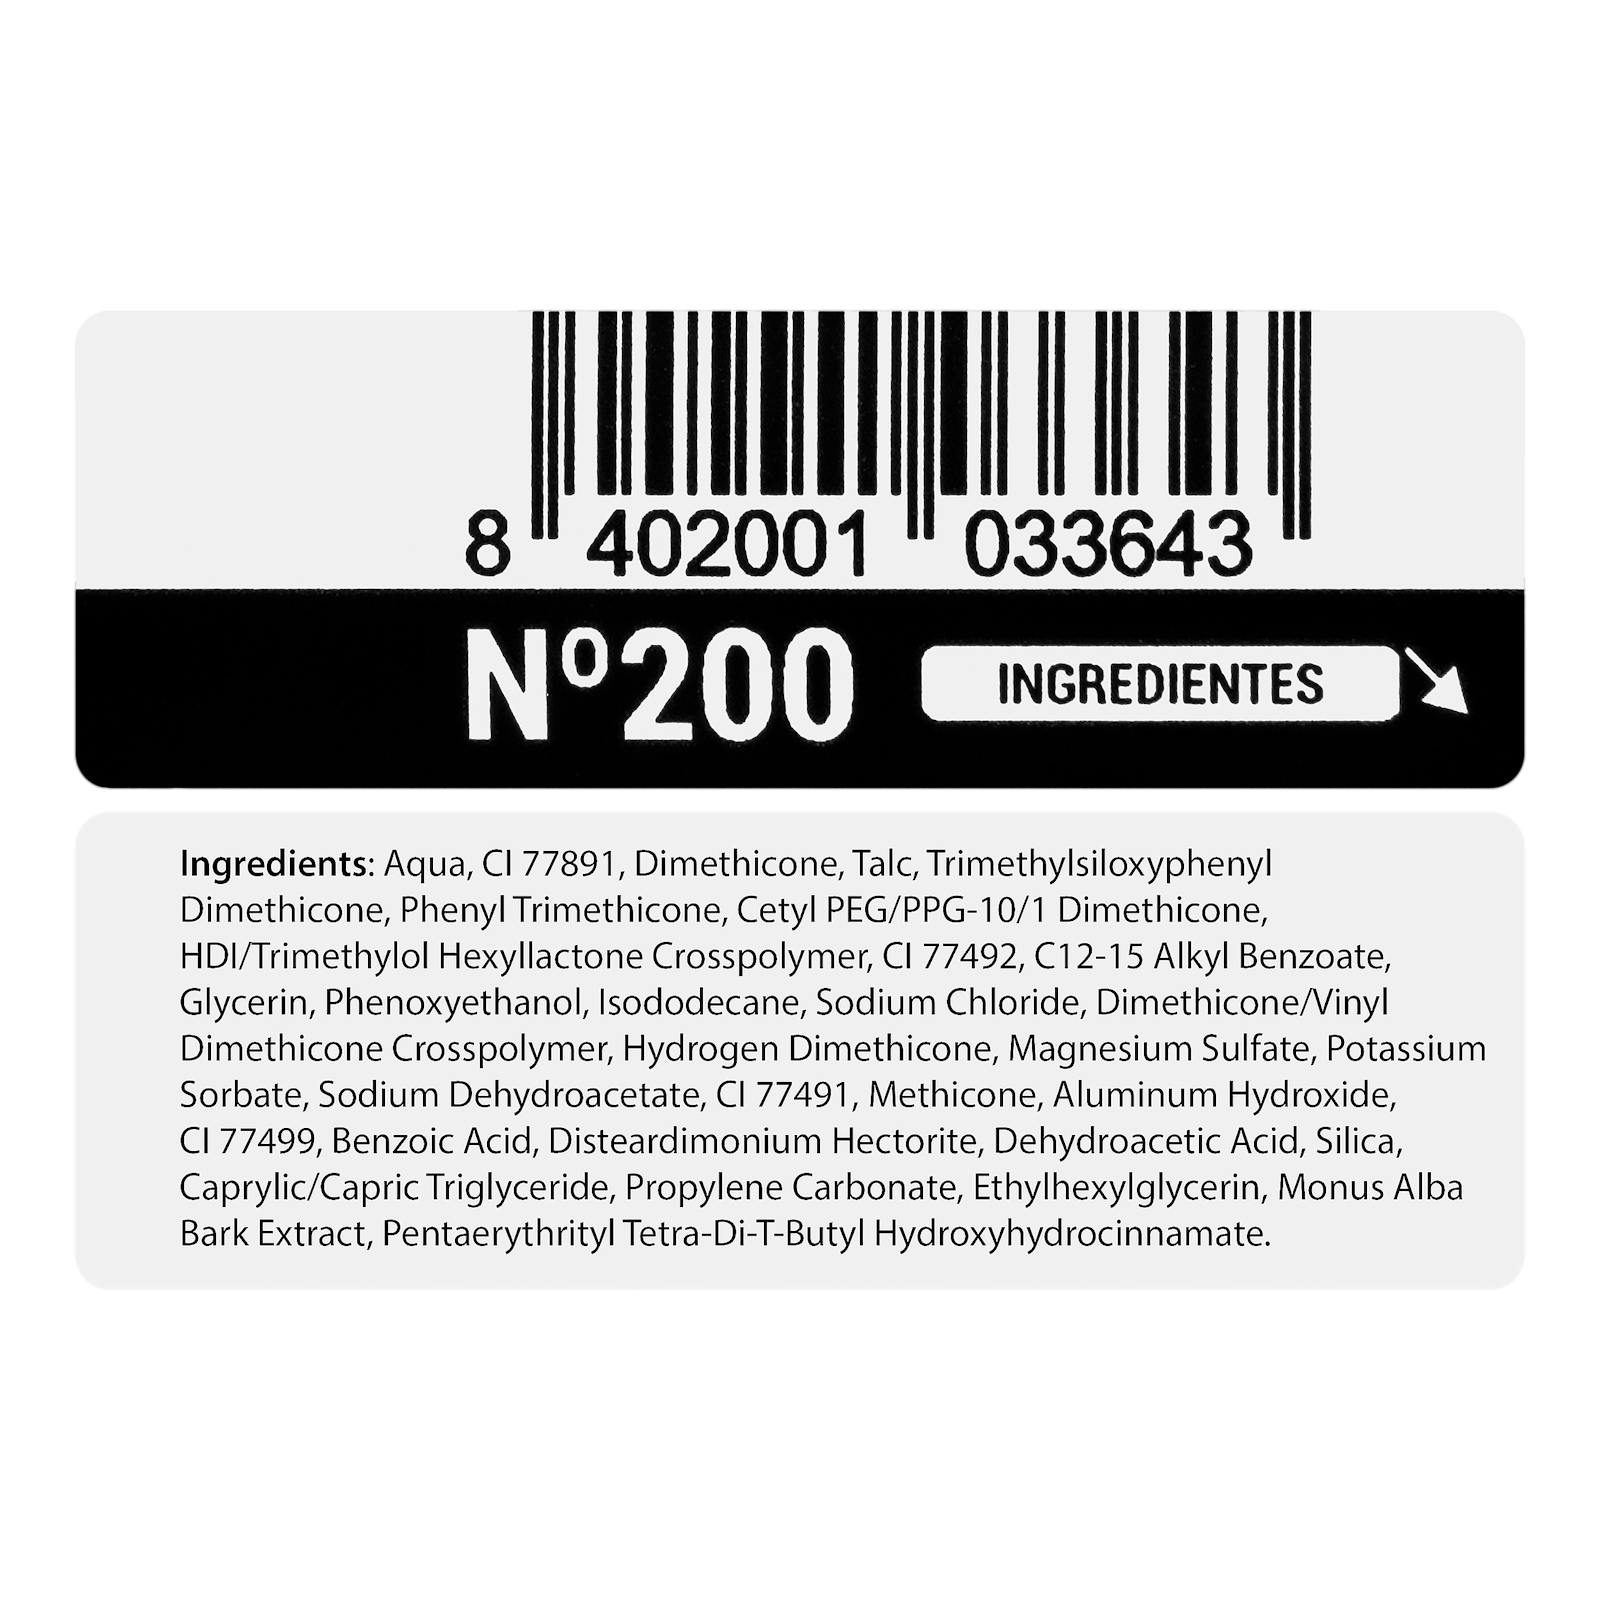 8 402001 033643
Nº200 INGREDIENTES
Ingredients: Aqua, CI 77891, Dimethicone, Talc, Trimethylsiloxyphenyl
Dimethicone, Phenyl Trimethicone, Cetyl PEG/PPG-10/1 Dimethicone,
HDI/Trimethylol Hexyllactone Crosspolymer, CI 77492, C12-15 Alkyl Benzoate,
Glycerin, Phenoxyethanol, Isododecane, Sodium Chloride, Dimethicone/Vinyl
Dimethicone Crosspolymer, Hydrogen Dimethicone, Magnesium Sulfate, Potassium
Sorbate, Sodium Dehydroacetate, CI 77491, Methicone, Aluminum Hydroxide,
CI 77499, Benzoic Acid, Disteardimonium Hectorite, Dehydroacetic Acid, Silica,
Caprylic/Capric Triglyceride, Propylene Carbonate, Ethylhexylglycerin, Monus Alba
Bark Extract, Pentaerythrityl Tetra-Di-T-Butyl Hydroxyhydrocinnamate.